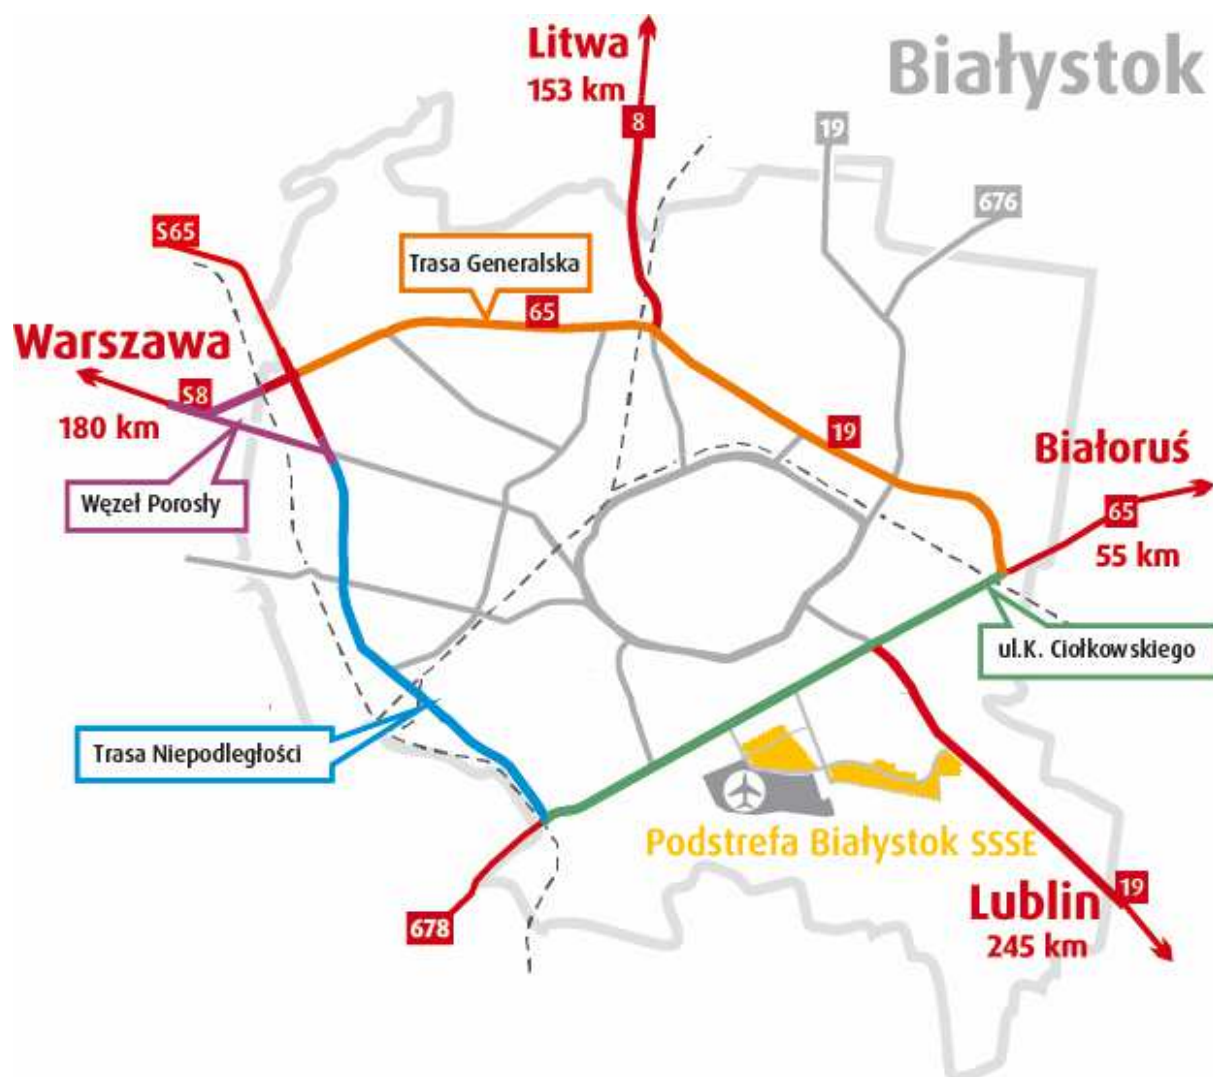 Litwa
153 km
Białystok
8
19
676
S65
Trasa Generalska
65
Warszawa
S8
180 km
19
Białoruś
Węzeł Porosły
65
55 km
ul.K. Ciołkowskiego
Trasa Niepodległości
Podstrefa Białystok SSSE
678
19
Lublin
245 km